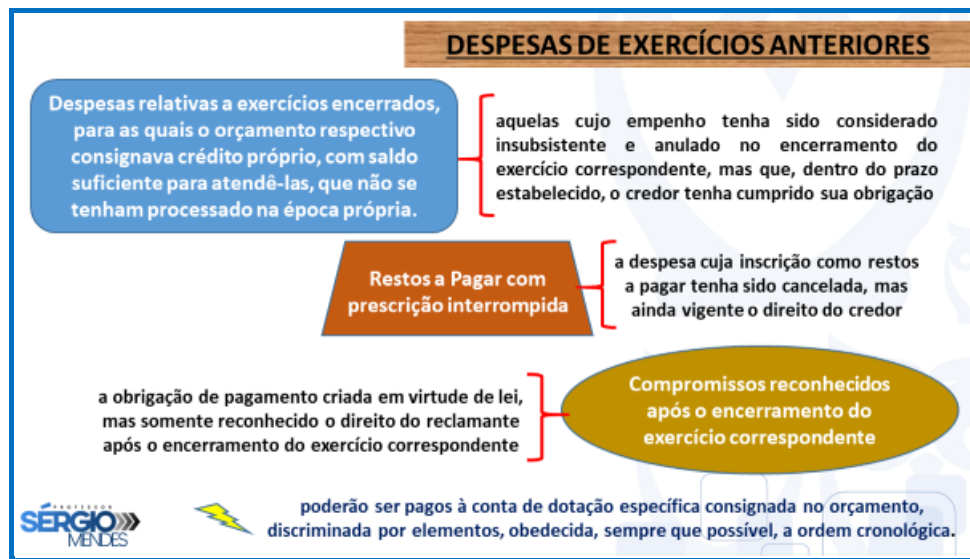 DESPESAS DE EXERCÍCIOS ANTERIORES
Despesas relativas a exercícios encerrados,
para as quais o orçamento respectivo
consignava crédito próprio, com saldo
suficiente para atendê-las, que não se
tenham processado na época própria.
aquelas cujo empenho tenha sido considerado
insubsistente e anulado no encerramento do
exercício correspondente, mas que, dentro do prazo
estabelecido, o credor tenha cumprido sua obrigação
Restos a Pagar com
prescrição interrompida
a despesa cuja inscrição como restos
a pagar tenha sido cancelada, mas
ainda vigente o direito do credor
a obrigação de pagamento criada em virtude de lei,
mas somente reconhecido o direito do reclamante
após o encerramento do exercício correspondente
Compromissos reconhecidos
após o encerramento do
exercício correspondente
PROFESSOR
SÉRGIO
MENDES
poderão ser pagos à conta de dotação específica consignada no orçamento,
discriminada por elementos, obedecida, sempre que possível, a ordem cronológica.